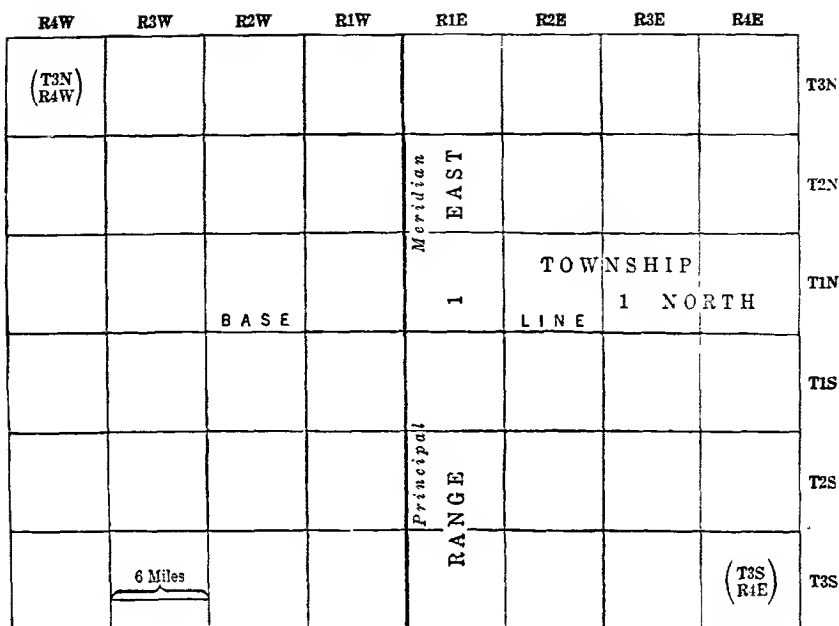 R4W R3W R2W R1W R1E R2E R3E R4E
(T3N
R4W)
T3N
Meridian
EAST
T2N
TOWNSHIP
1 NORTH
T1N
1
BASE LINE
T1S
Principal
RANGE
T2S
6 Miles
(T3S
R4E)
T3S